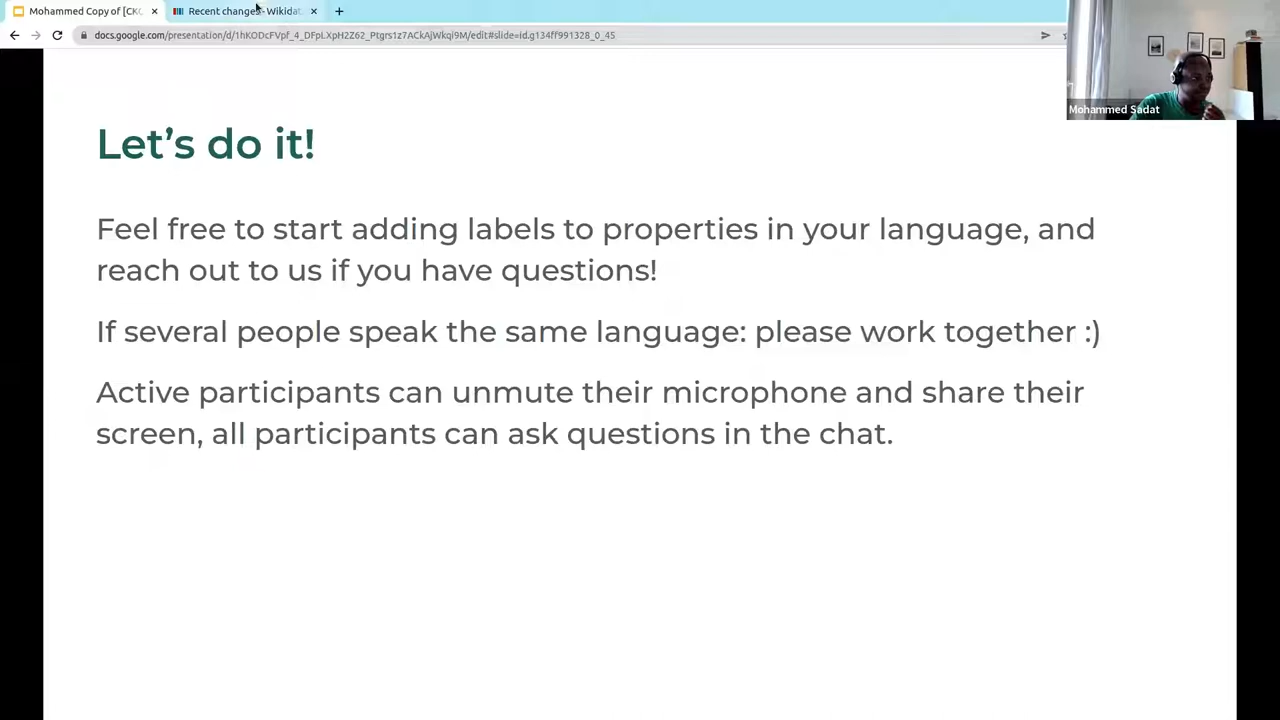 Mohammed Copy of [CKC
Recent changes - Wikidat
docs.google.com/presentation/d/1hKODcFVpf_4_DFpLXpH2Z62_Ptgrs1z7ACkAjWkqi9M/edit#slide=id.g134ff991328_0_45
Mohammed Sadat
Let’s do it!
Feel free to start adding labels to properties in your language, and
reach out to us if you have questions!
If several people speak the same language: please work together :)
Active participants can unmute their microphone and share their
screen, all participants can ask questions in the chat.